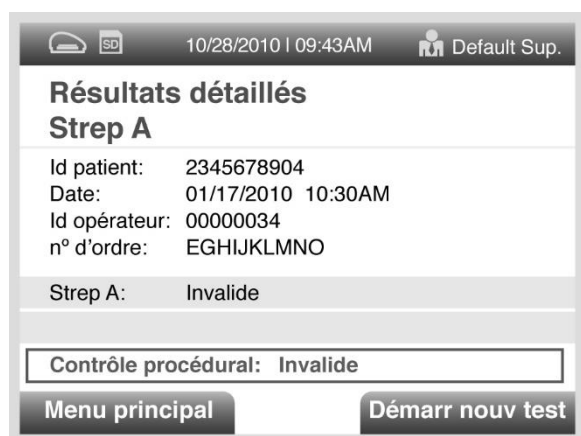 SD 10/28/2010 | 09:43AM Default Sup.
Résultats détaillés
Strep A
Id patient: 2345678904
Date: 01/17/2010 10:30AM
Id opérateur: 00000034
nº d'ordre: EGHIJKLMNO
Strep A: Invalide
Contrôle procédural: Invalide
Menu principal Démarr nouv test